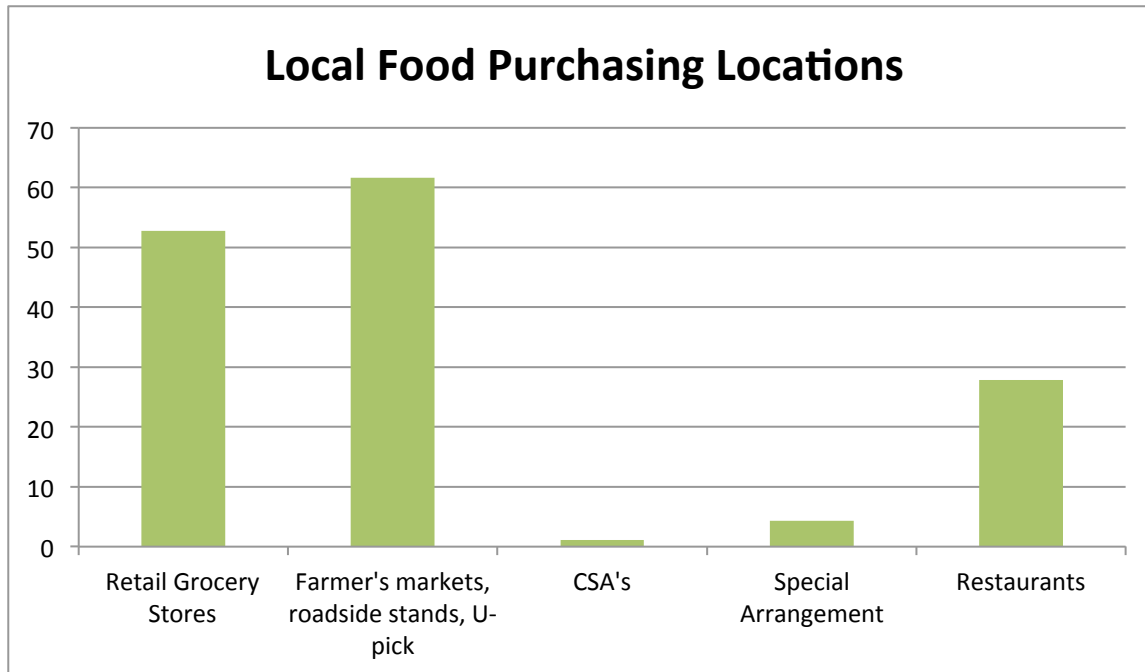 Local Food Purchasing Locations
70
60
50
40
30
20
10
0
Retail Grocery
Stores
Farmer's markets,
roadside stands, U-
pick
CSA's
Special
Arrangement
Restaurants